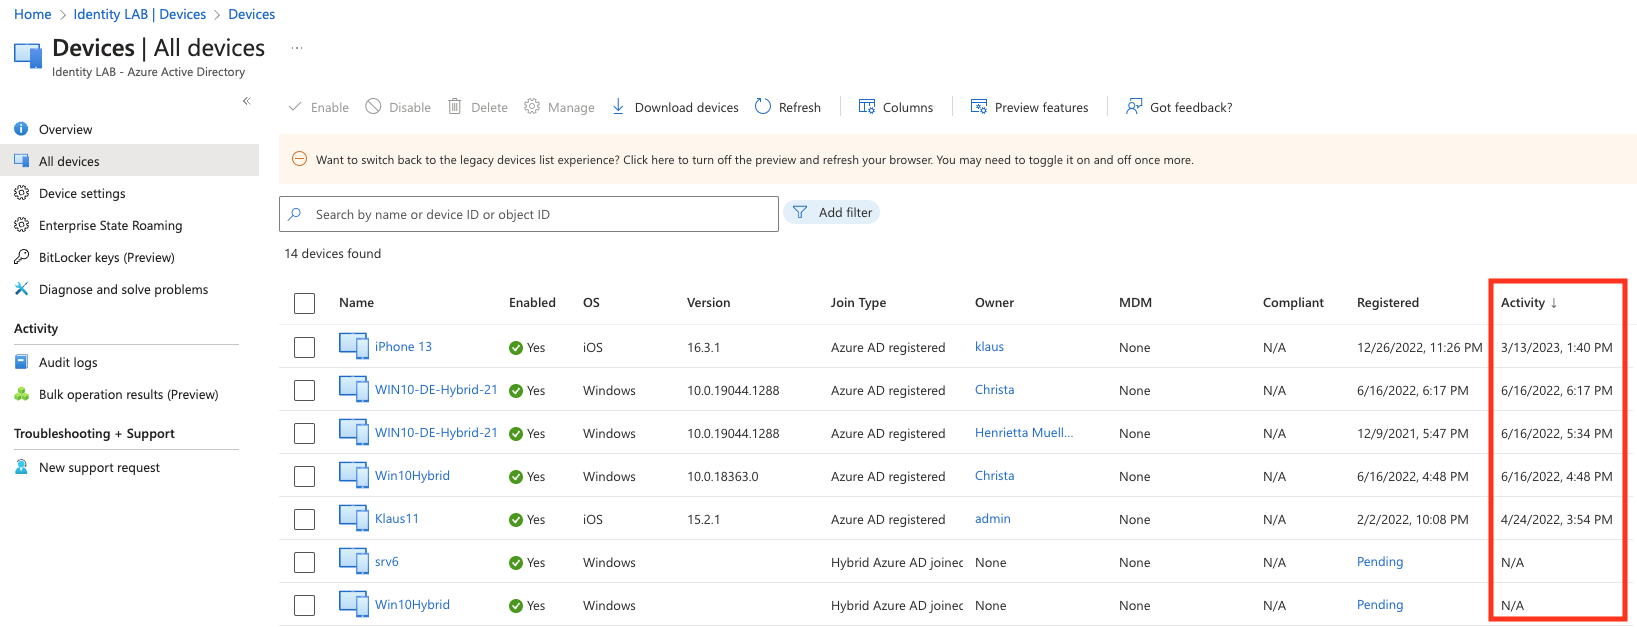 Home > Identity LAB | Devices > Devices
Devices | All devices ...
Identity LAB - Azure Active Directory
«
Overview
All devices
Device settings
Enterprise State Roaming
BitLocker keys (Preview)
Diagnose and solve problems
Activity
Audit logs
Bulk operation results (Preview)
Troubleshooting + Support
New support request
Enable Disable Delete Manage Download devices Refresh Columns Preview features Got feedback?
Want to switch back to the legacy devices list experience? Click here to turn off the preview and refresh your browser. You may need to toggle it on and off once more.
Search by name or device ID or object ID Add filter
14 devices found
Name Enabled OS Version Join Type Owner MDM Compliant Registered Activity ↓
iPhone 13 Yes iOS 16.3.1 Azure AD registered klaus None N/A 12/26/2022, 11:26 PM 3/13/2023, 1:40 PM
WIN10-DE-Hybrid-21 Yes Windows 10.0.19044.1288 Azure AD registered Christa None N/A 6/16/2022, 6:17 PM 6/16/2022, 6:17 PM
WIN10-DE-Hybrid-21 Yes Windows 10.0.19044.1288 Azure AD registered Henrietta Muell... None N/A 12/9/2021, 5:47 PM 6/16/2022, 5:34 PM
Win10Hybrid Yes Windows 10.0.18363.0 Azure AD registered Christa None N/A 6/16/2022, 4:48 PM 6/16/2022, 4:48 PM
Klaus11 Yes iOS 15.2.1 Azure AD registered admin None N/A 2/2/2022, 10:08 PM 4/24/2022, 3:54 PM
srv6 Yes Windows Hybrid Azure AD joined None None N/A Pending N/A
Win10Hybrid Yes Windows Hybrid Azure AD joined None None N/A Pending N/A